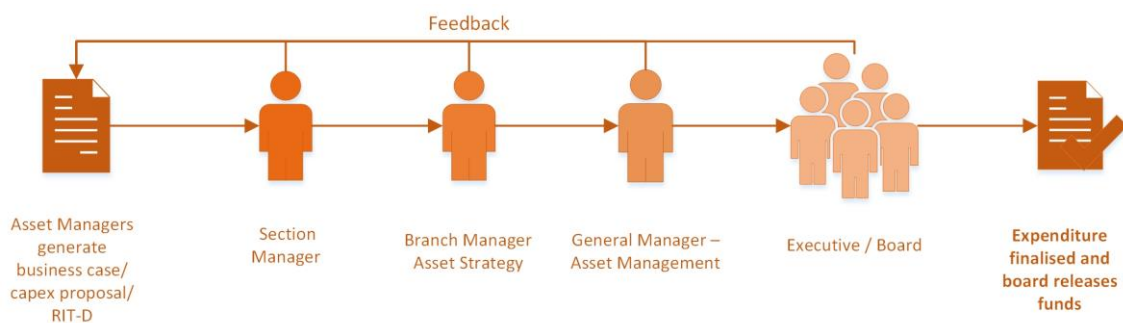 Feedback
Asset Managers
generate
business case/
capex proposal/
RIT-D
Section
Manager
Branch Manager
Asset Strategy
General Manager –
Asset Management
Executive / Board
Expenditure
finalised and
board releases
funds